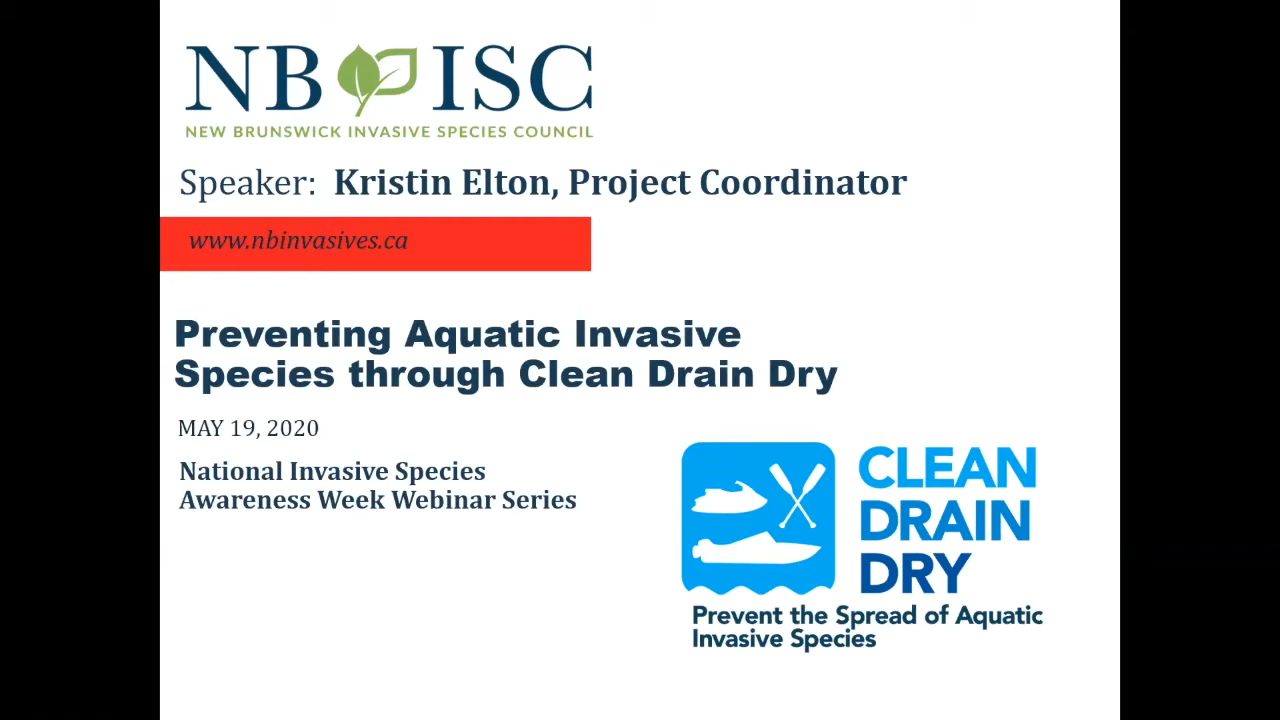 NB ISC
NEW BRUNSWICK INVASIVE SPECIES COUNCIL
Speaker: Kristin Elton, Project Coordinator
www.nbinvasives.ca
Preventing Aquatic Invasive
Species through Clean Drain Dry
MAY 19, 2020
National Invasive Species
Awareness Week Webinar Series
CLEAN
DRAIN
DRY
Prevent the Spread of Aquatic
Invasive Species